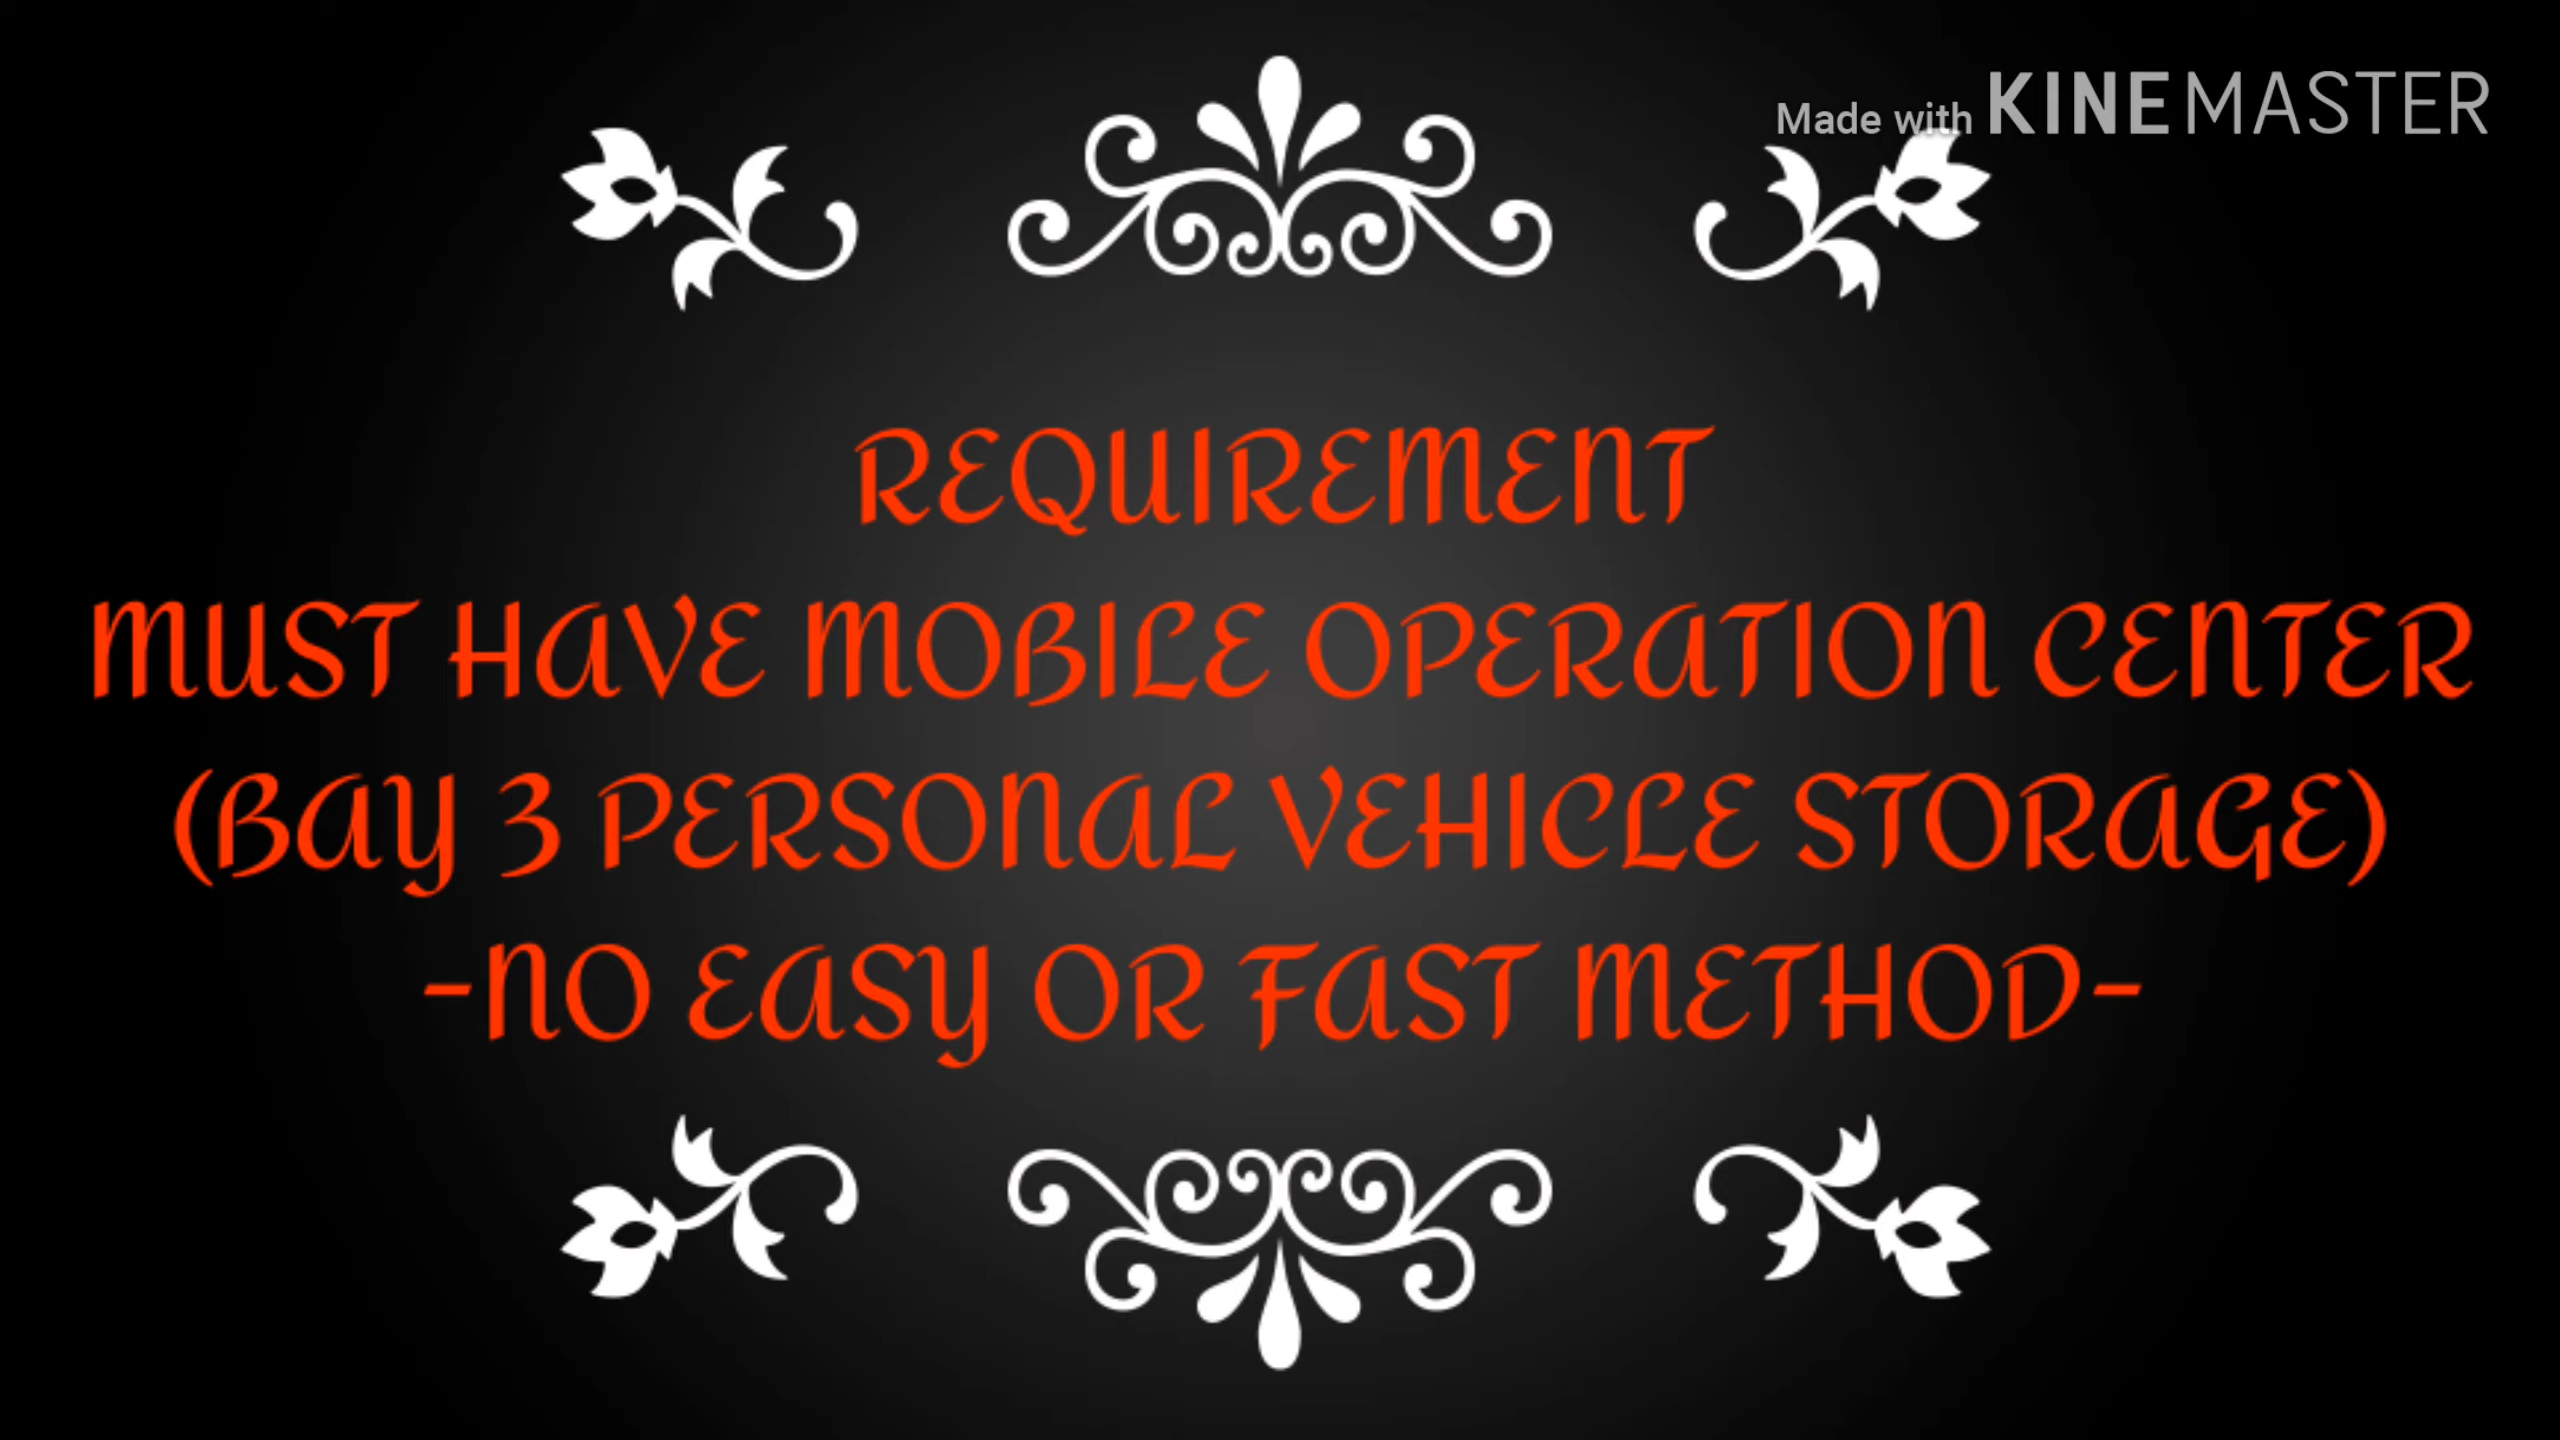 Made with KINEMASTER
REQUIREMENT
MUST HAVE MOBILE OPERATION CENTER
(BAY 3 PERSONAL VEHICLE STORAGE)
-NO EASY OR FAST METHOD-